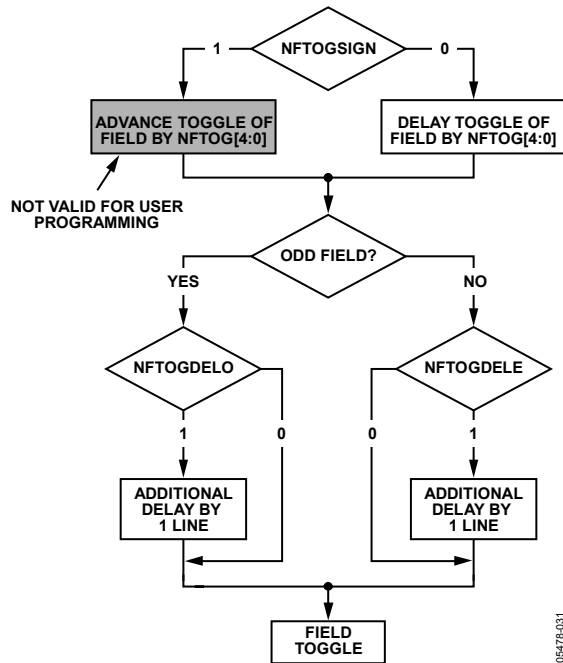 NFTOGSIGN
1
0
ADVANCE TOGGLE OF
FIELD BY NFTOG[4:0]
DELAY TOGGLE OF
FIELD BY NFTOG[4:0]
NOT VALID FOR USER
PROGRAMMING
ODD FIELD?
YES
NO
NFTOGDELO
NFTOGDELE
1
0
0
1
ADDITIONAL
DELAY BY
1 LINE
ADDITIONAL
DELAY BY
1 LINE
FIELD
TOGGLE
05478-031